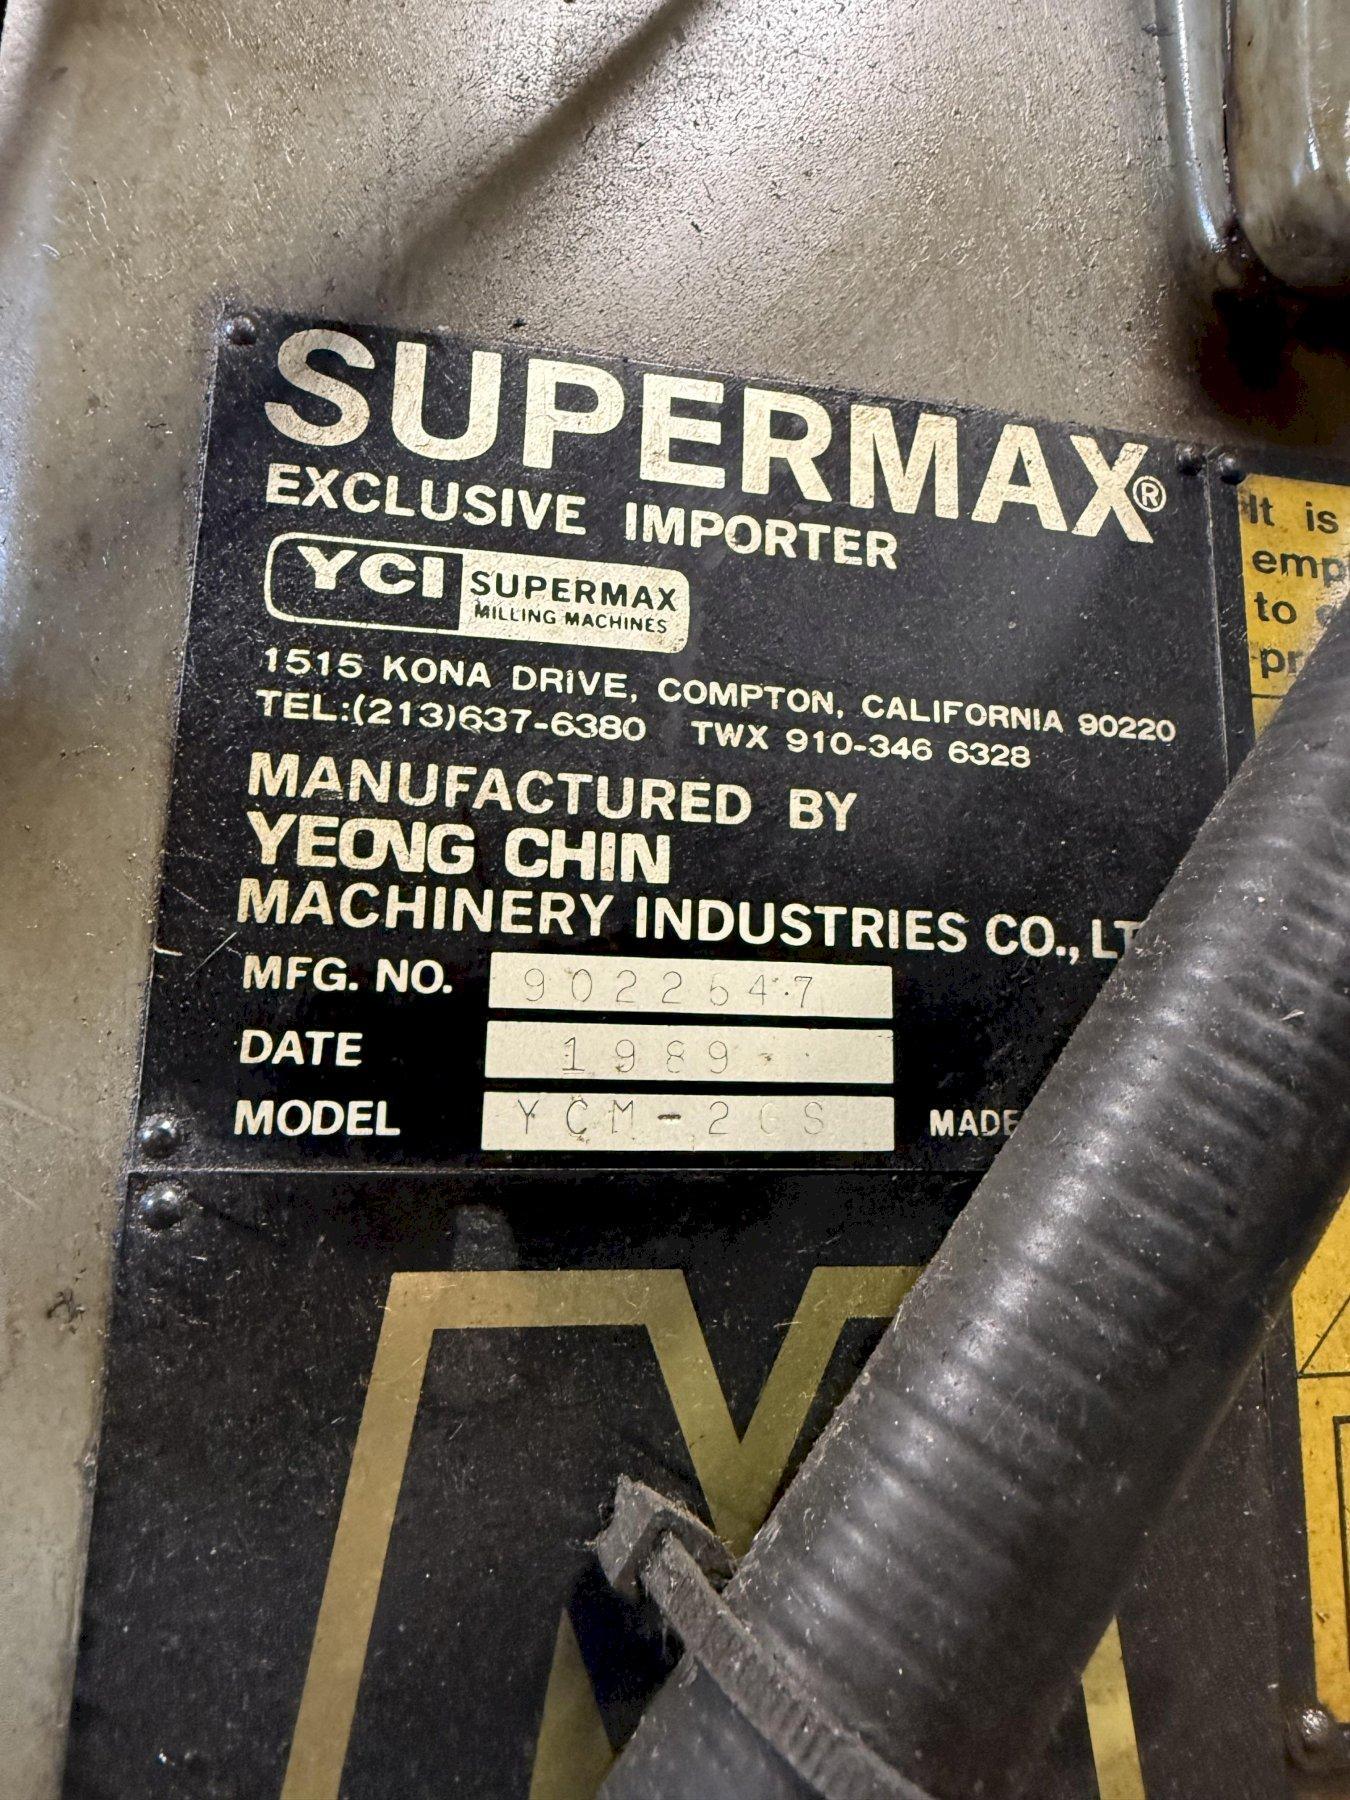 SUPERMAX®
EXCLUSIVE IMPORTER
YCI SUPERMAX
MILLING MACHINES
1515 KONA DRIVE, COMPTON, CALIFORNIA 90220
TEL:(213)637-6380 TWX 910-346 6328
MANUFACTURED BY
YEONG CHIN
MACHINERY INDUSTRIES CO., LT
MFG. NO. 9022547
DATE 1989
MODEL YCM-2GS MADE
It is
emp
to
pr